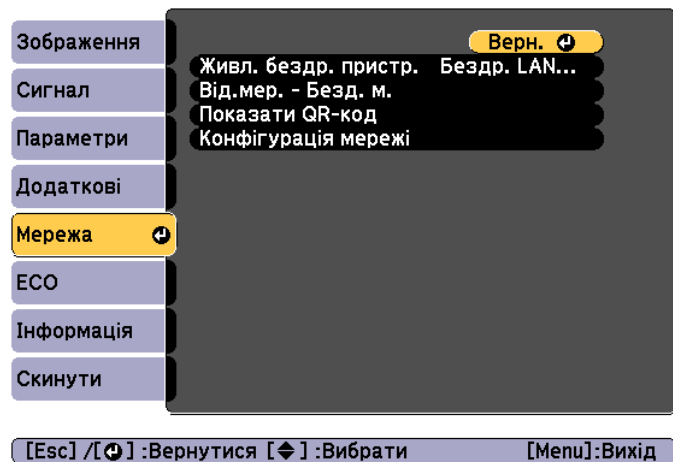 Зображення
Сигнал
Параметри
Додаткові
Мережа
ECO
Інформація
Скинути
Верн.
Живл. бездр. пристр. Бездр. LAN...
Від.мер. - Безд. м.
Показати QR-код
Конфігурація мережі
[Esc] /[ ] :Вернутися [ ] :Вибрати [Menu]:Вихід